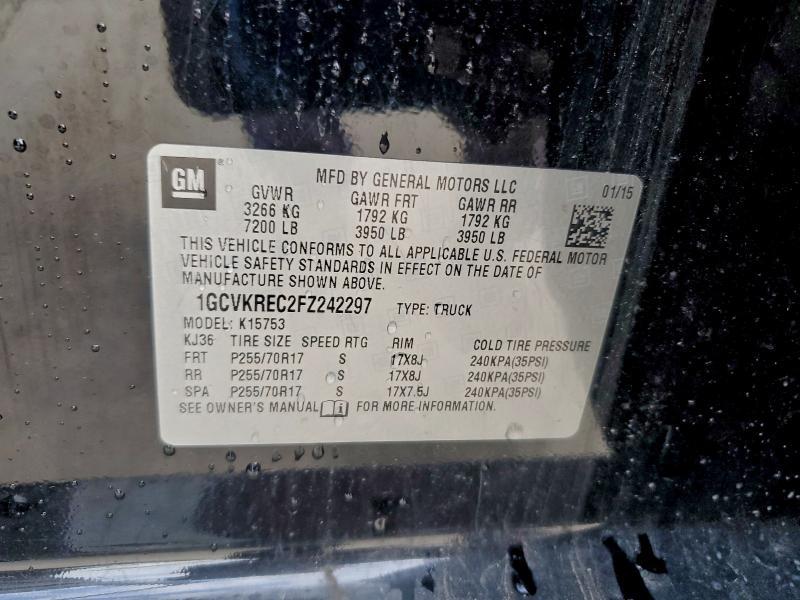 GM
MFD BY GENERAL MOTORS LLC 01/15
GVWR GAWR FRT GAWR RR
3266 KG 1792 KG 1792 KG
7200 LB 3950 LB 3950 LB
THIS VEHICLE CONFORMS TO ALL APPLICABLE U.S. FEDERAL MOTOR
VEHICLE SAFETY STANDARDS IN EFFECT ON THE DATE OF
MANUFACTURE SHOWN ABOVE.
1GCVKREC2FZ242297 TYPE: TRUCK
MODEL: K15753
KJ36 TIRE SIZE SPEED RTG RIM COLD TIRE PRESSURE
FRT P255/70R17 S 17X8J 240KPA(35PSI)
RR P255/70R17 S 17X8J 240KPA(35PSI)
SPA P255/70R17 S 17X7.5J 240KPA(35PSI)
SEE OWNER'S MANUAL FOR MORE INFORMATION.